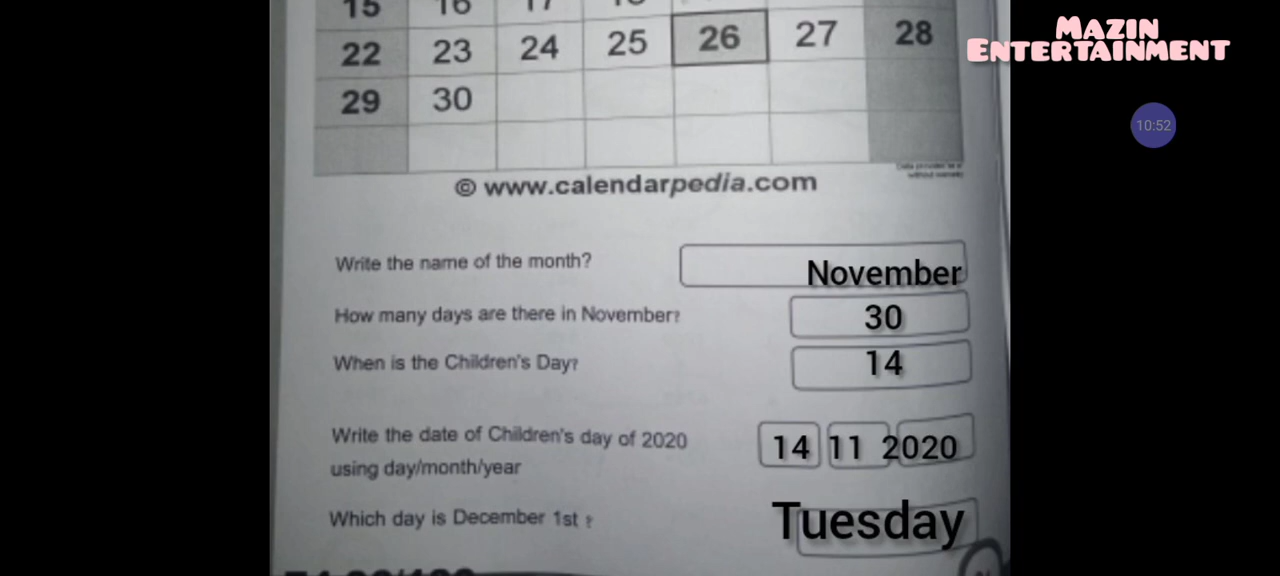 15 16 17
MAZIN
ENTERTAINMENT
22 23 24 25 26 27 28
29 30
10:52
© www.calendarpedia.com
Write the name of the month?
November
How many days are there in November?
30
When is the Children's Day?
14
Write the date of Children's day of 2020
14 11 2020
using day/month/year
Which day is December 1st ?
Tuesday